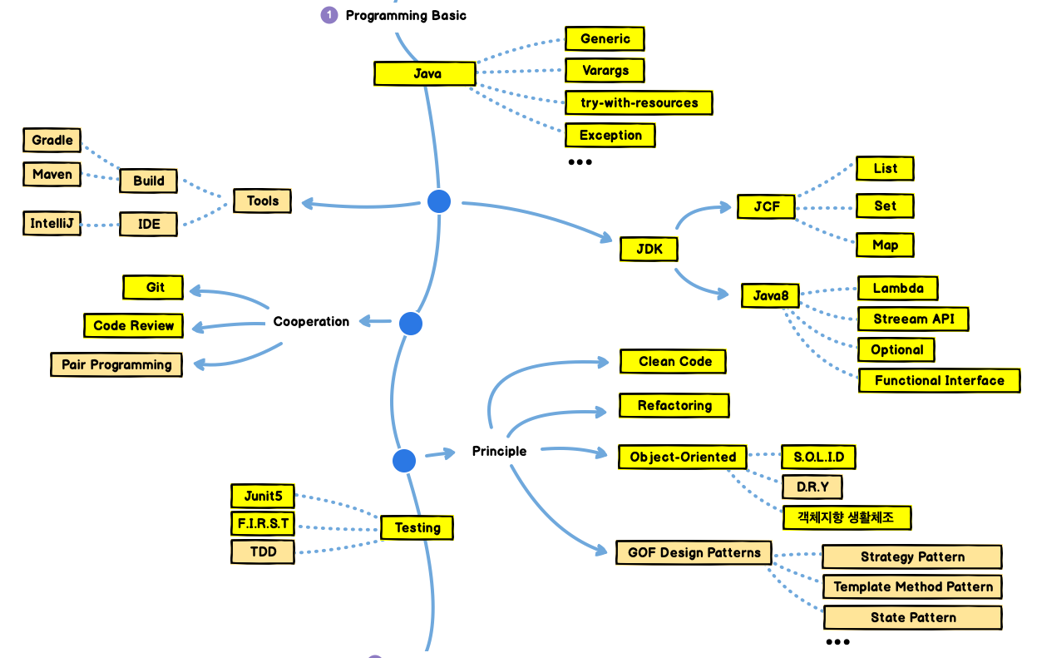 1 Programming Basic
Java
Generic
Varargs
try-with-resources
Exception
•••
Gradle
Maven
Build
IntelliJ
IDE
Tools
JDK
JCF
List
Set
Map
Java8
Lambda
Streeam API
Optional
Functional Interface
Git
Code Review
Pair Programming
Cooperation
Principle
Clean Code
Refactoring
Object-Oriented
S.O.L.I.D
D.R.Y
객체지향 생활체조
GOF Design Patterns
Strategy Pattern
Template Method Pattern
State Pattern
•••
Junit5
F.I.R.S.T
TDD
Testing